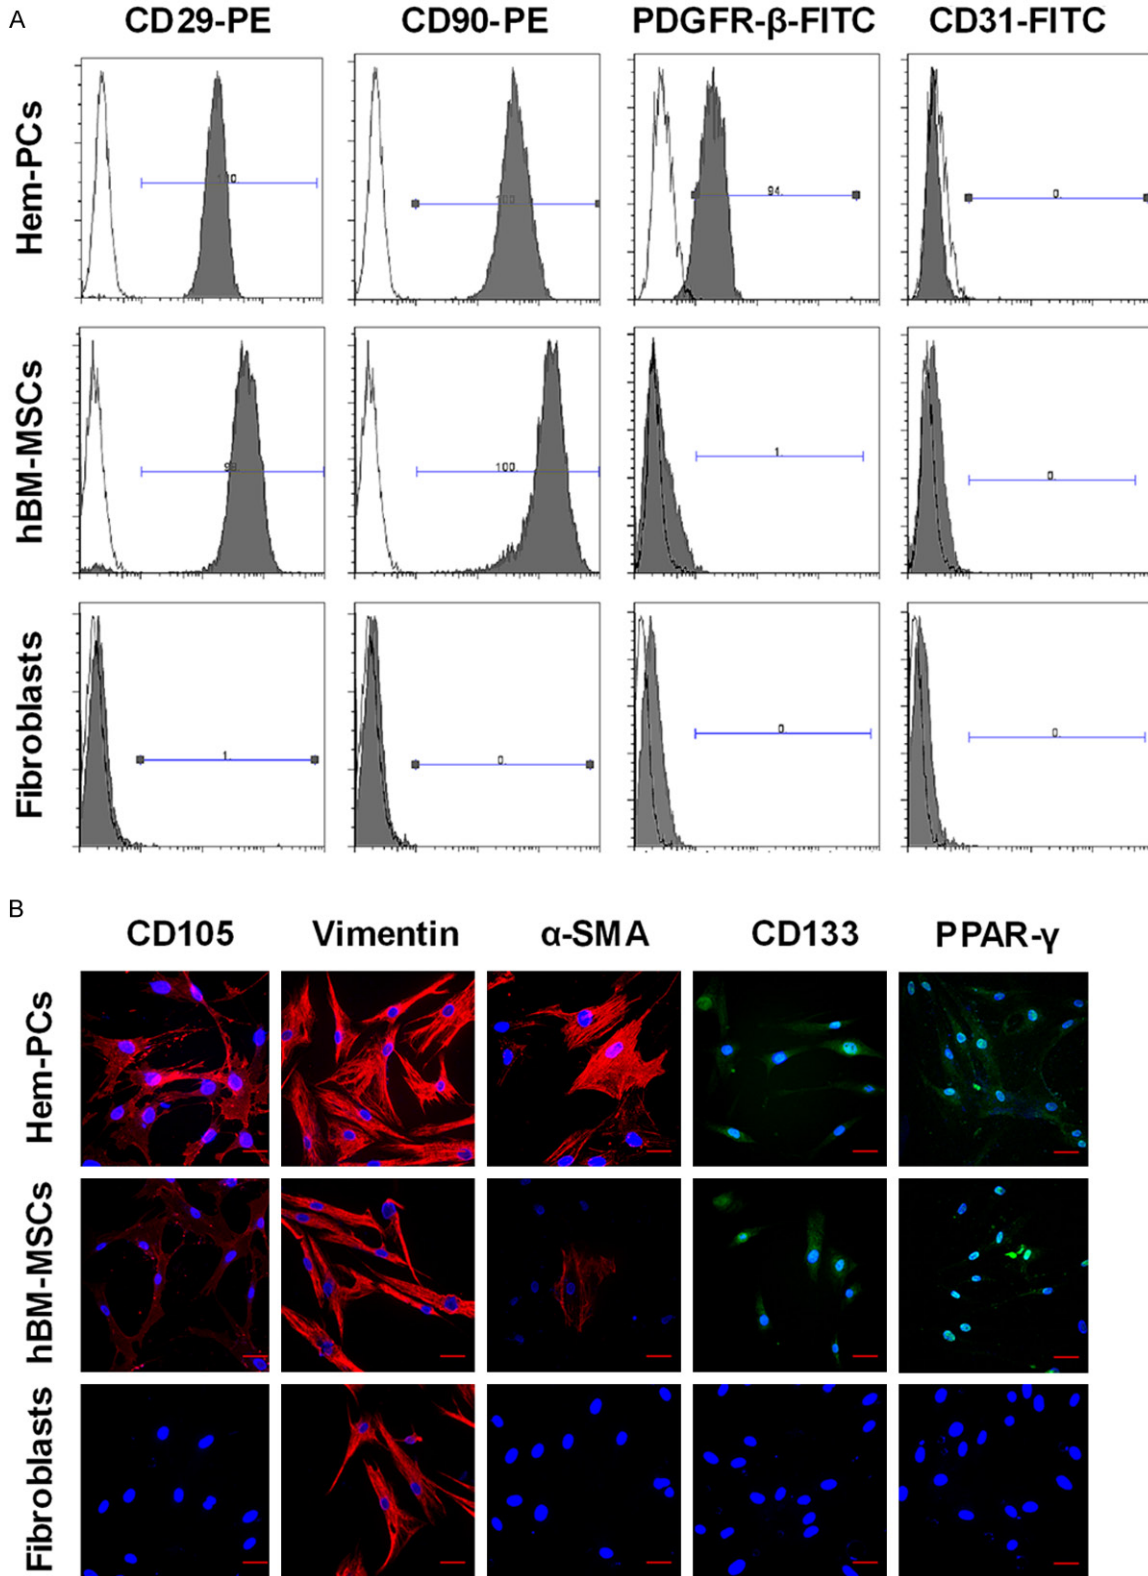 A
CD29-PE CD90-PE PDGFR-β-FITC CD31-FITC
Hem-PCs
94. 0.
hBM-MSCs
99. 100. 1. 0.
Fibroblasts
1. 0. 0. 0.
B
CD105 Vimentin α-SMA CD133 PPAR-γ
Hem-PCs
hBM-MSCs
Fibroblasts